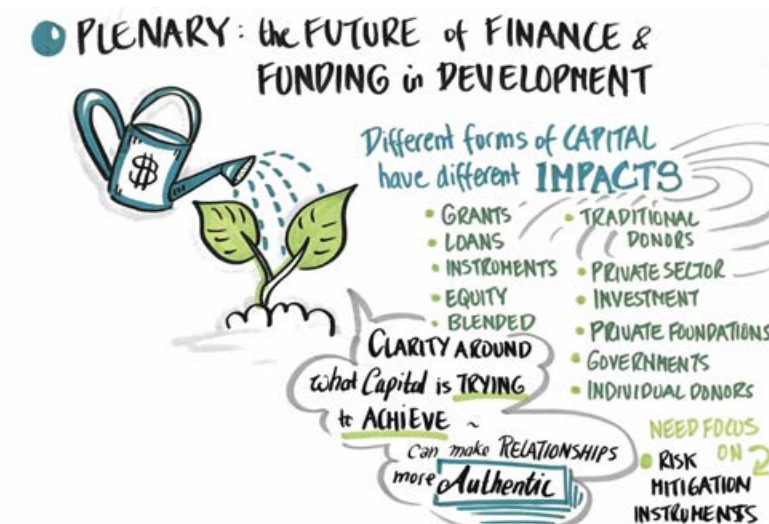 PLENARY: the FUTURE of FINANCE &
FUNDING in DEVELOPMENT
$
Different forms of CAPITAL
have different IMPACTS
• GRANTS
• LOANS
• INSTRUMENTS
• EQUITY
• BLENDED
• TRADITIONAL
DONORS
• PRIVATE SECTOR
• INVESTMENT
• PRIVATE FOUNDATIONS
• GOVERNMENTS
• INDIVIDUAL DONORS
CLARITY AROUND
what Capital is TRYING
to ACHIEVE ~
Can make RELATIONSHIPS
more Authentic
NEED FOCUS
ON
• RISK
MITIGATION
INSTRUMENTS